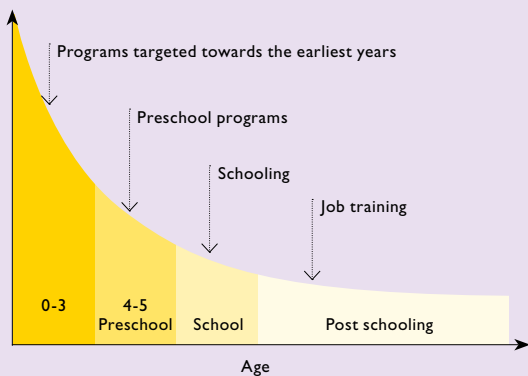 Programs targeted towards the earliest years
Preschool programs
Schooling
Job training
0-3
4-5
Preschool
School
Post schooling
Age